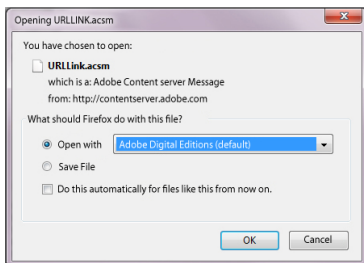 Opening URLLINK.acsm
You have chosen to open:
URLLink.acsm
which is a: Adobe Content server Message
from: http://contentserver.adobe.com
What should Firefox do with this file?
Open with Adobe Digital Editions (default)
Save File
Do this automatically for files like this from now on.
OK Cancel